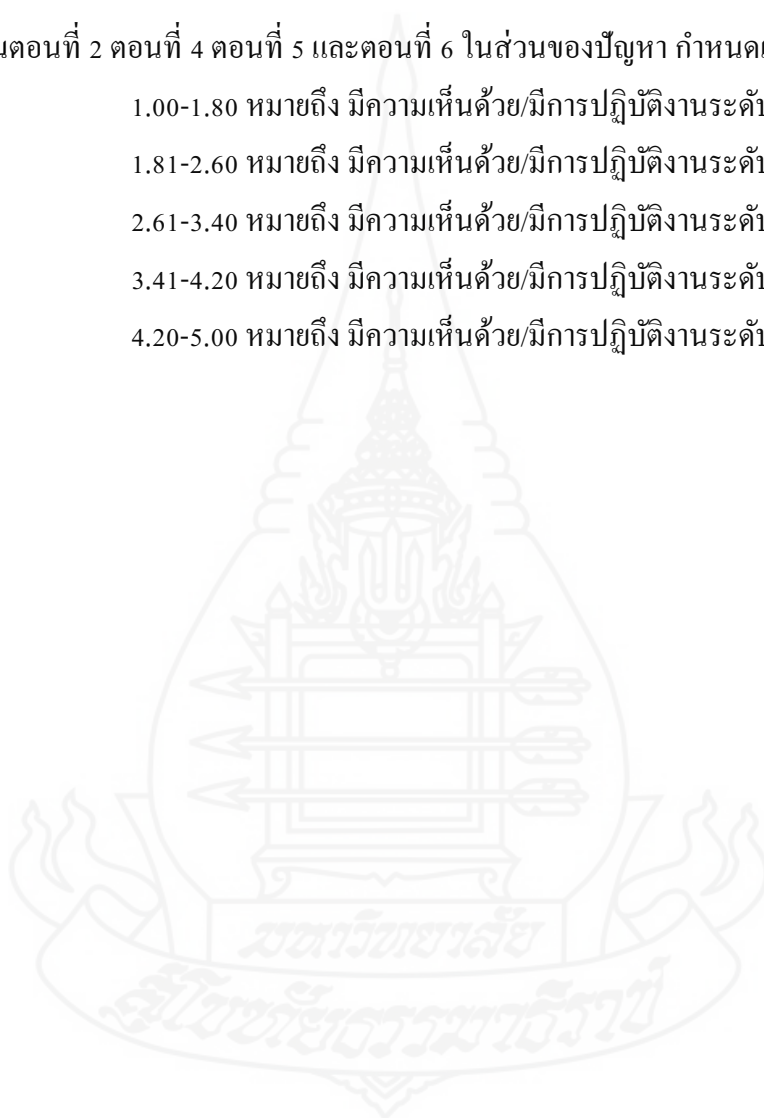 นตอนที่ 2 ตอนที่ 4 ตอนที่ 5 และตอนที่ 6 ในส่วนของปัญหา กำหนดเ
1.00-1.80 หมายถึง มีความเห็นด้วย/มีการปฏิบัติงานระดับ
1.81-2.60 หมายถึง มีความเห็นด้วย/มีการปฏิบัติงานระดับ
2.61-3.40 หมายถึง มีความเห็นด้วย/มีการปฏิบัติงานระดับ
3.41-4.20 หมายถึง มีความเห็นด้วย/มีการปฏิบัติงานระดับ
4.20-5.00 หมายถึง มีความเห็นด้วย/มีการปฏิบัติงานระดับ
มหาวิทยาลัย
สุโขทัยธรรมาธิราช